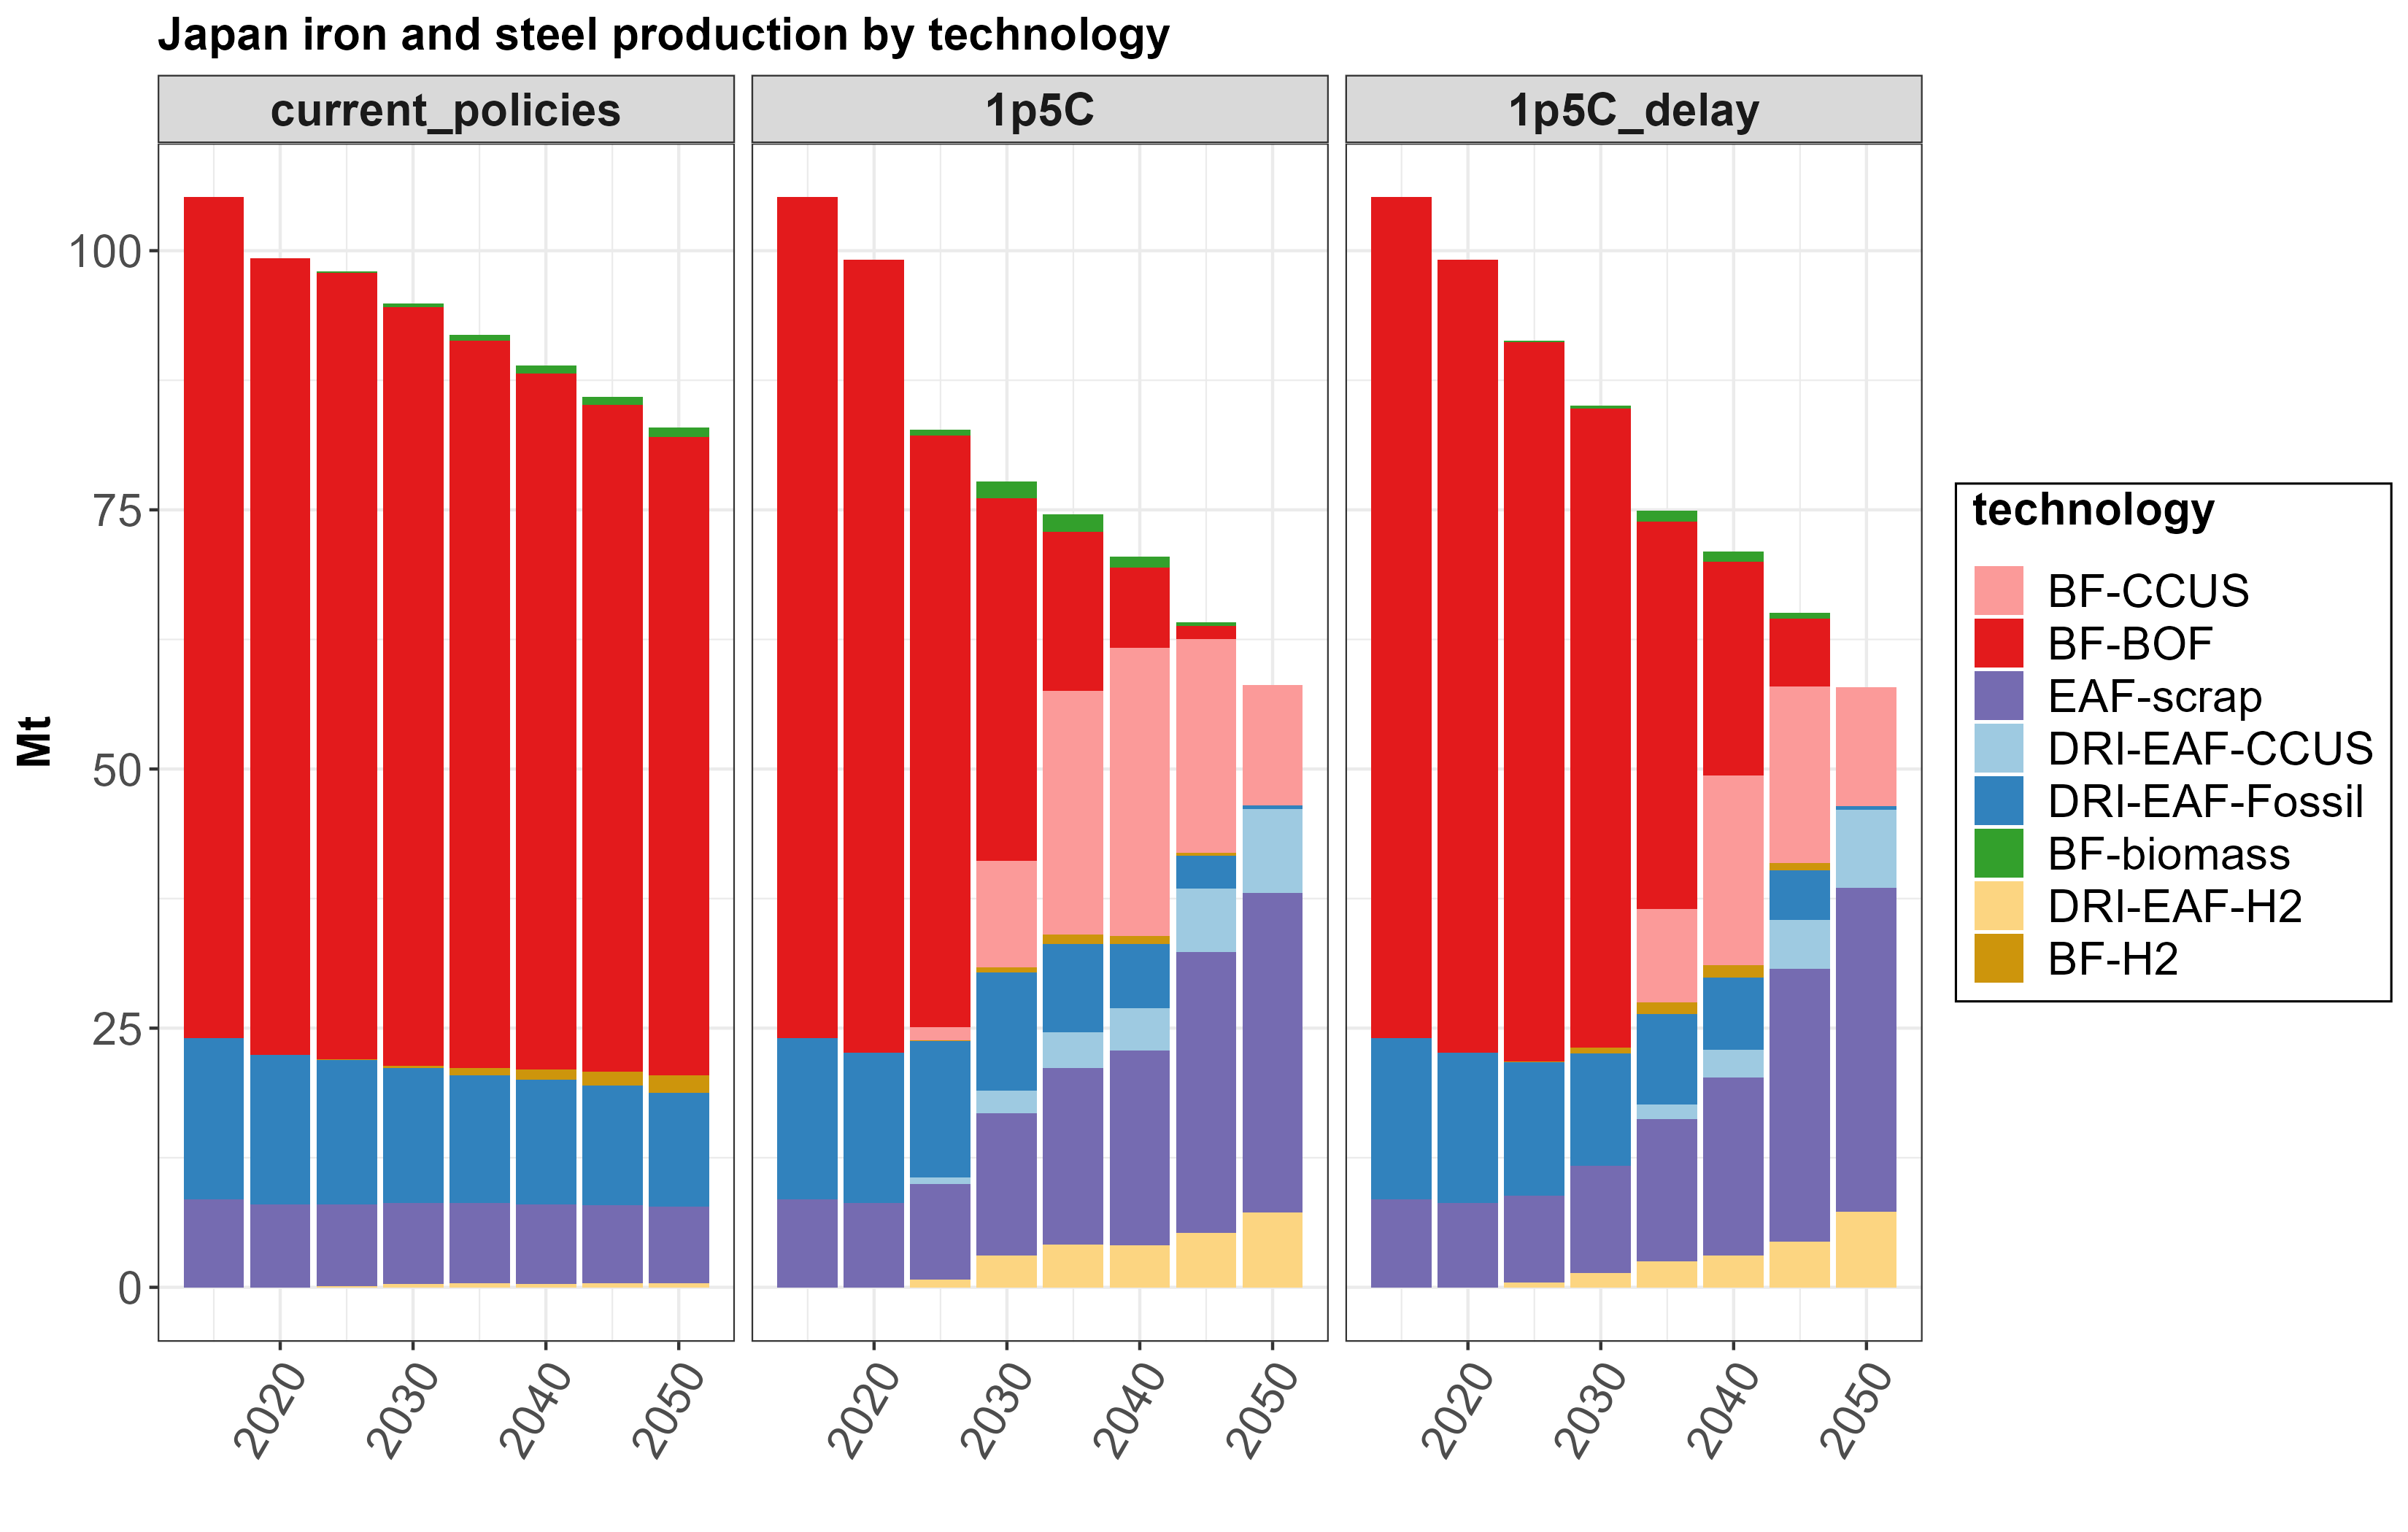 Japan iron and steel production by technology
current_policies
1p5C
1p5C_delay
Mt
100
75
50
25
0
2020
2030
2040
2050
2020
2030
2040
2050
2020
2030
2040
2050
technology
BF-CCUS
BF-BOF
EAF-scrap
DRI-EAF-CCUS
DRI-EAF-Fossil
BF-biomass
DRI-EAF-H2
BF-H2